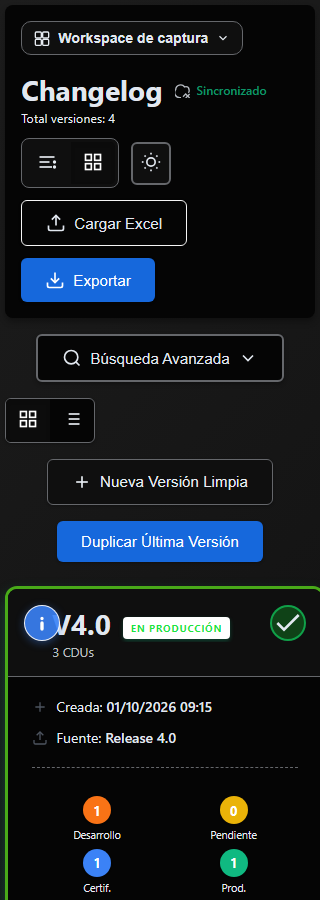 Workspace de captura
Changelog Sincronizado
Total versiones: 4
Cargar Excel
Exportar
Búsqueda Avanzada
Nueva Versión Limpia
Duplicar Última Versión
V4.0 EN PRODUCCIÓN
3 CDUs
Creada: 01/10/2026 09:15
Fuente: Release 4.0
1 0
Desarrollo Pendiente
1 1
Certif. Prod.